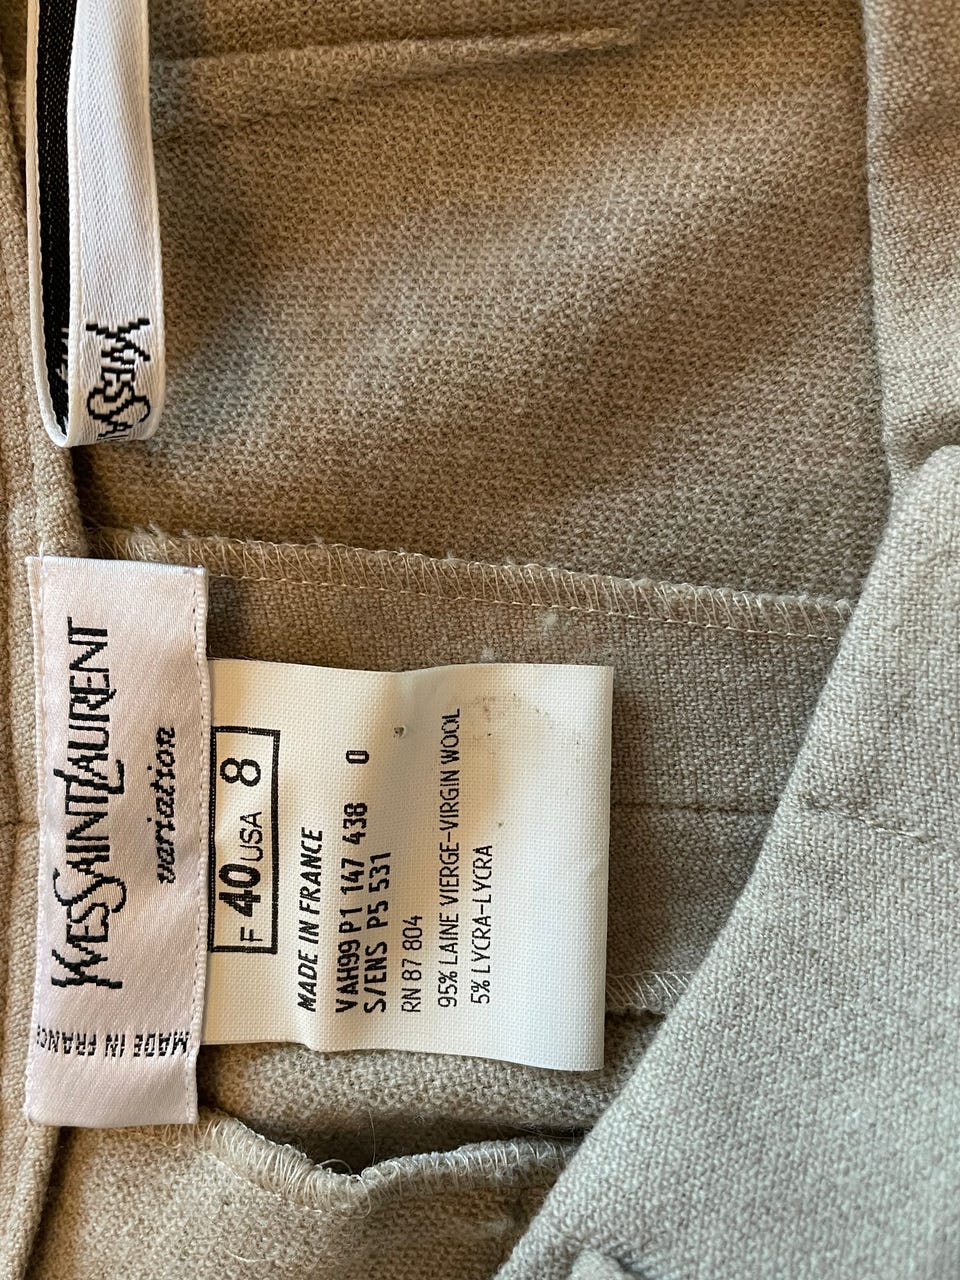 YVESSAINTLAURENT
variation
MADE IN FRANCE
F 40 USA 8
MADE IN FRANCE
VAH99 P1 147 438 0
S/ENS P5 531
RN 87 804
95% LAINE VIERGE-VIRGIN WOOL
5% LYCRA-LYCRA